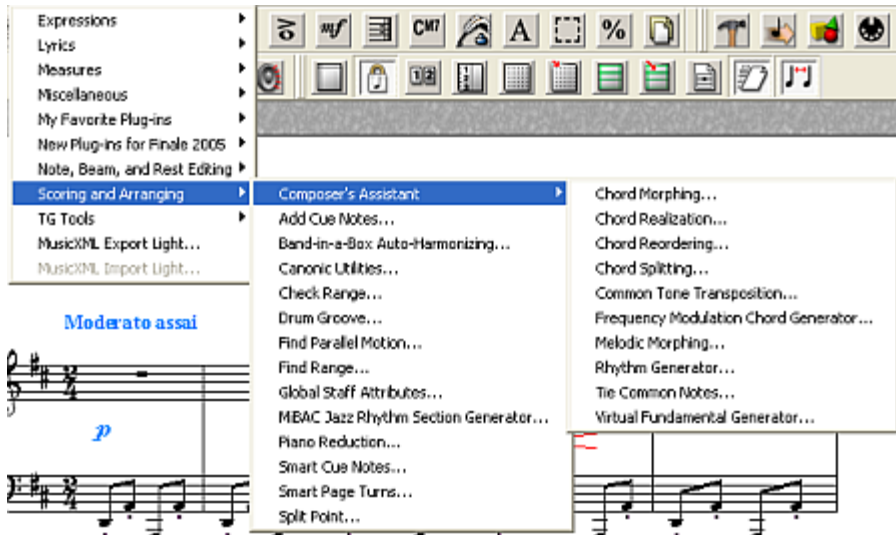 Expressions
Lyrics
Measures
Miscellaneous
My Favorite Plug-ins
New Plug-ins for Finale 2005
Note, Beam, and Rest Editing
Scoring and Arranging
TG Tools
MusicXML Export Light...
MusicXML Import Light...
mf
CM7
A
%
12
Composer's Assistant
Add Cue Notes...
Band-in-a-Box Auto-Harmonizing...
Canonic Utilities...
Check Range...
Drum Groove...
Find Parallel Motion...
Find Range...
Global Staff Attributes...
MiBAC Jazz Rhythm Section Generator...
Piano Reduction...
Smart Cue Notes...
Smart Page Turns...
Split Point...
Chord Morphing...
Chord Realization...
Chord Reordering...
Chord Splitting...
Common Tone Transposition...
Frequency Modulation Chord Generator...
Melodic Morphing...
Rhythm Generator...
Tie Common Notes...
Virtual Fundamental Generator...
Moderato assai
2
4
p
2
4